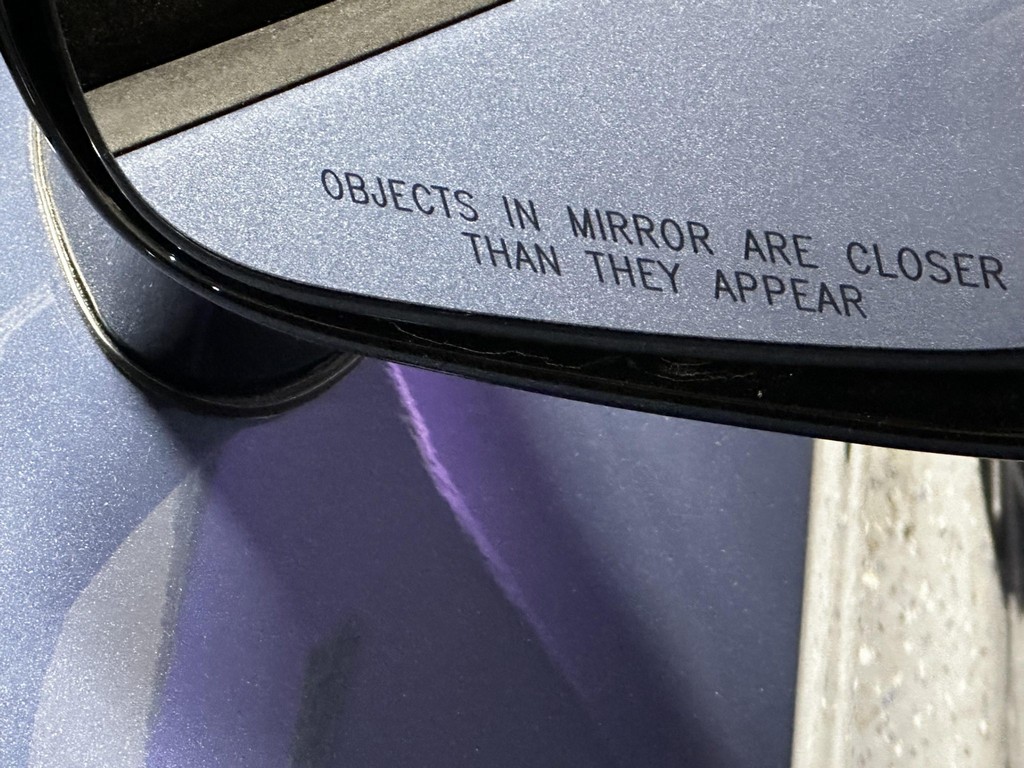 OBJECTS IN MIRROR ARE CLOSER
THAN THEY APPEAR